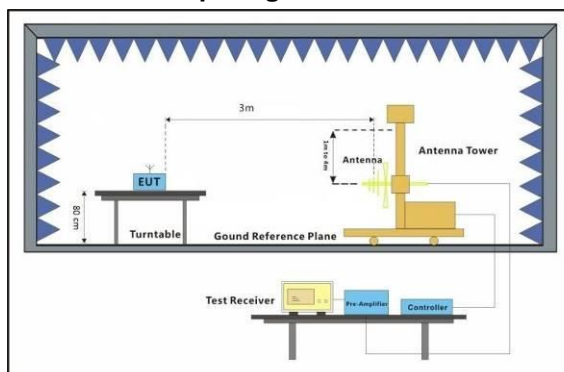 3m
1m to 4m
Antenna
Antenna Tower
EUT
80 cm
Turntable
Gound Reference Plane
Test Receiver
Pre-Amplifier
Controller